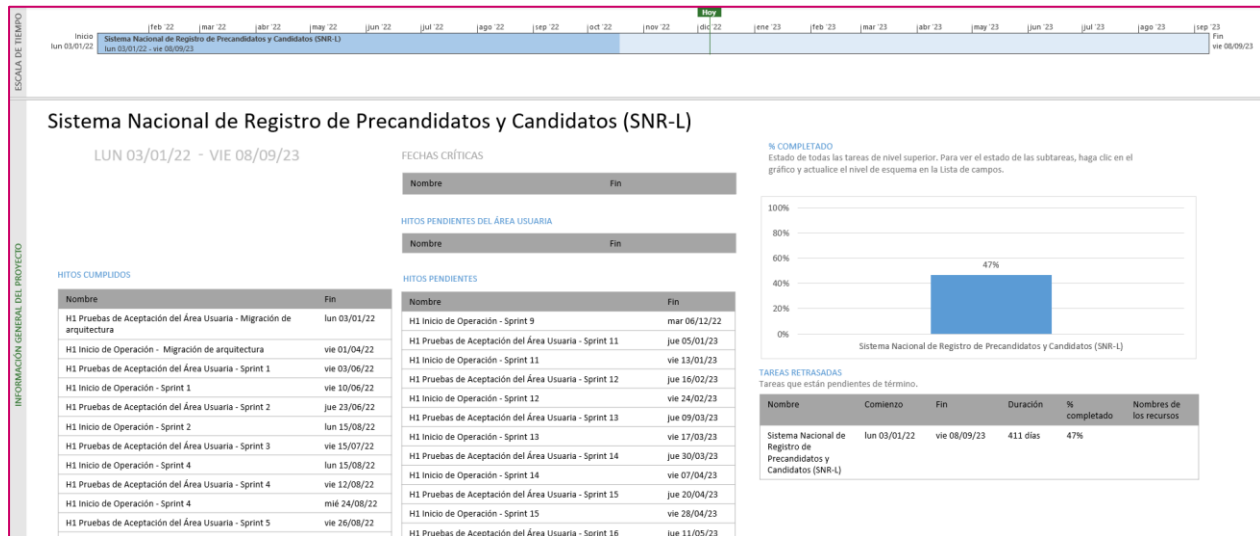 ESCALA DE TIEMPO
Hoy
feb '22 mar '22 abr '22 may '22 jun '22 jul '22 ago '22 sep '22 oct '22 nov '22 dic '22 ene '23 feb '23 mar '23 abr '23 may '23 jun '23 jul '23 ago '23 sep '23
Inicio
lun 03/01/22
Sistema Nacional de Registro de Precandidatos y Candidatos (SNR-L)
lun 03/01/22 - vie 08/09/23
Fin
vie 08/09/23
INFORMACIÓN GENERAL DEL PROYECTO
Sistema Nacional de Registro de Precandidatos y Candidatos (SNR-L)
LUN 03/01/22 - VIE 08/09/23
HITOS CUMPLIDOS
Nombre Fin
H1 Pruebas de Aceptación del Área Usuaria - Migración de lun 03/01/22
arquitectura
H1 Inicio de Operación - Migración de arquitectura vie 01/04/22
H1 Pruebas de Aceptación del Área Usuaria - Sprint 1 vie 03/06/22
H1 Inicio de Operación - Sprint 1 vie 10/06/22
H1 Pruebas de Aceptación del Área Usuaria - Sprint 2 jue 23/06/22
H1 Inicio de Operación - Sprint 2 lun 15/08/22
H1 Pruebas de Aceptación del Área Usuaria - Sprint 3 vie 15/07/22
H1 Inicio de Operación - Sprint 4 lun 15/08/22
H1 Pruebas de Aceptación del Área Usuaria - Sprint 4 vie 12/08/22
H1 Inicio de Operación - Sprint 4 mié 24/08/22
H1 Pruebas de Aceptación del Área Usuaria - Sprint 5 vie 26/08/22
FECHAS CRÍTICAS
Nombre Fin
HITOS PENDIENTES DEL ÁREA USUARIA
Nombre Fin
HITOS PENDIENTES
Nombre Fin
H1 Inicio de Operación - Sprint 9 mar 06/12/22
H1 Pruebas de Aceptación del Área Usuaria - Sprint 11 jue 05/01/23
H1 Inicio de Operación - Sprint 11 vie 13/01/23
H1 Pruebas de Aceptación del Área Usuaria - Sprint 12 jue 16/02/23
H1 Inicio de Operación - Sprint 12 vie 24/02/23
H1 Pruebas de Aceptación del Área Usuaria - Sprint 13 jue 09/03/23
H1 Inicio de Operación - Sprint 13 vie 17/03/23
H1 Pruebas de Aceptación del Área Usuaria - Sprint 14 jue 30/03/23
H1 Inicio de Operación - Sprint 14 vie 07/04/23
H1 Pruebas de Aceptación del Área Usuaria - Sprint 15 jue 20/04/23
H1 Inicio de Operación - Sprint 15 vie 28/04/23
H1 Pruebas de Aceptación del Área Usuaria - Sprint 16 jue 11/05/23
% COMPLETADO
Estado de todas las tareas de nivel superior. Para ver el estado de las subtareas, haga clic en el
gráfico y actualice el nivel de esquema en la Lista de campos.
100%
80%
60%
47%
40%
20%
0%
Sistema Nacional de Registro de Precandidatos y Candidatos (SNR-L)
TAREAS RETRASADAS
Tareas que están pendientes de término.
Nombre Comienzo Fin Duración % Nombres de
completado los recursos
Sistema Nacional de lun 03/01/22 vie 08/09/23 411 días 47%
Registro de
Precandidatos y
Candidatos (SNR-L)